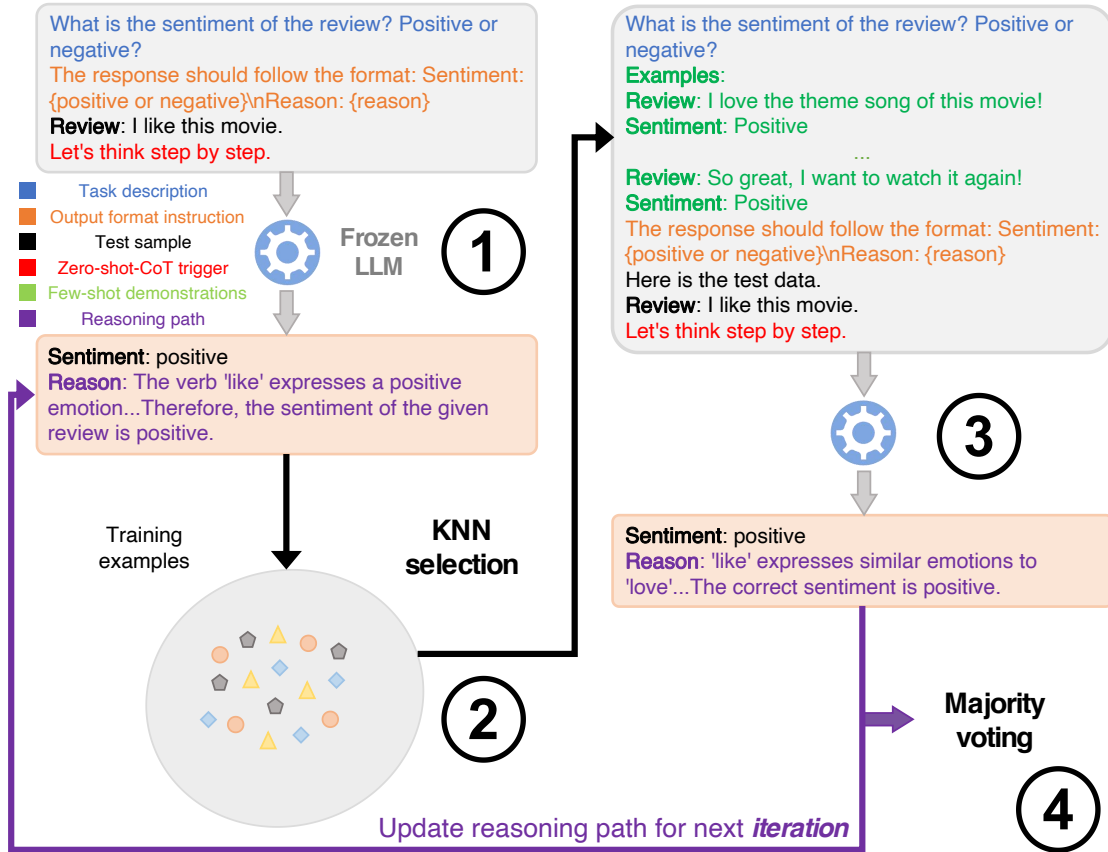 What is the sentiment of the review? Positive or
negative?
The response should follow the format: Sentiment:
{positive or negative}\nReason: {reason}
Review: I like this movie.
Let's think step by step.
Task description
Output format instruction
Test sample
Zero-shot-CoT trigger
Few-shot demonstrations
Reasoning path
Frozen
LLM
1
Sentiment: positive
Reason: The verb 'like' expresses a positive
emotion...Therefore, the sentiment of the given
review is positive.
Training
examples
KNN
selection
2
What is the sentiment of the review? Positive or
negative?
Examples:
Review: I love the theme song of this movie!
Sentiment: Positive
...
Review: So great, I want to watch it again!
Sentiment: Positive
The response should follow the format: Sentiment:
{positive or negative}\nReason: {reason}
Here is the test data.
Review: I like this movie.
Let's think step by step.
3
Sentiment: positive
Reason: 'like' expresses similar emotions to
'love'...The correct sentiment is positive.
Majority
voting
4
Update reasoning path for next iteration